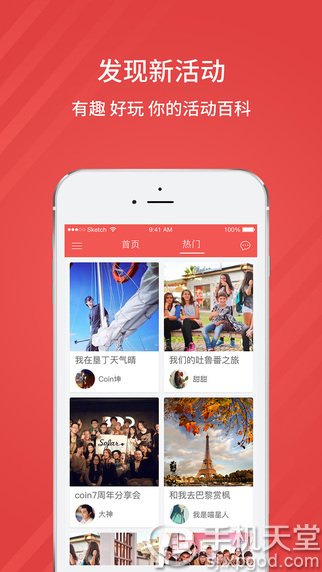 发现新活动
有趣 好玩 你的活动百科
Sketch
9:41 AM
100%
首页
热门
我在垦丁天气晴
我们的吐鲁番之旅
Coin坤
甜甜
Sofar
coin7周年分享会
和我去巴黎赏枫
大神
我是喵星人
手机天堂
sjxpgod.com